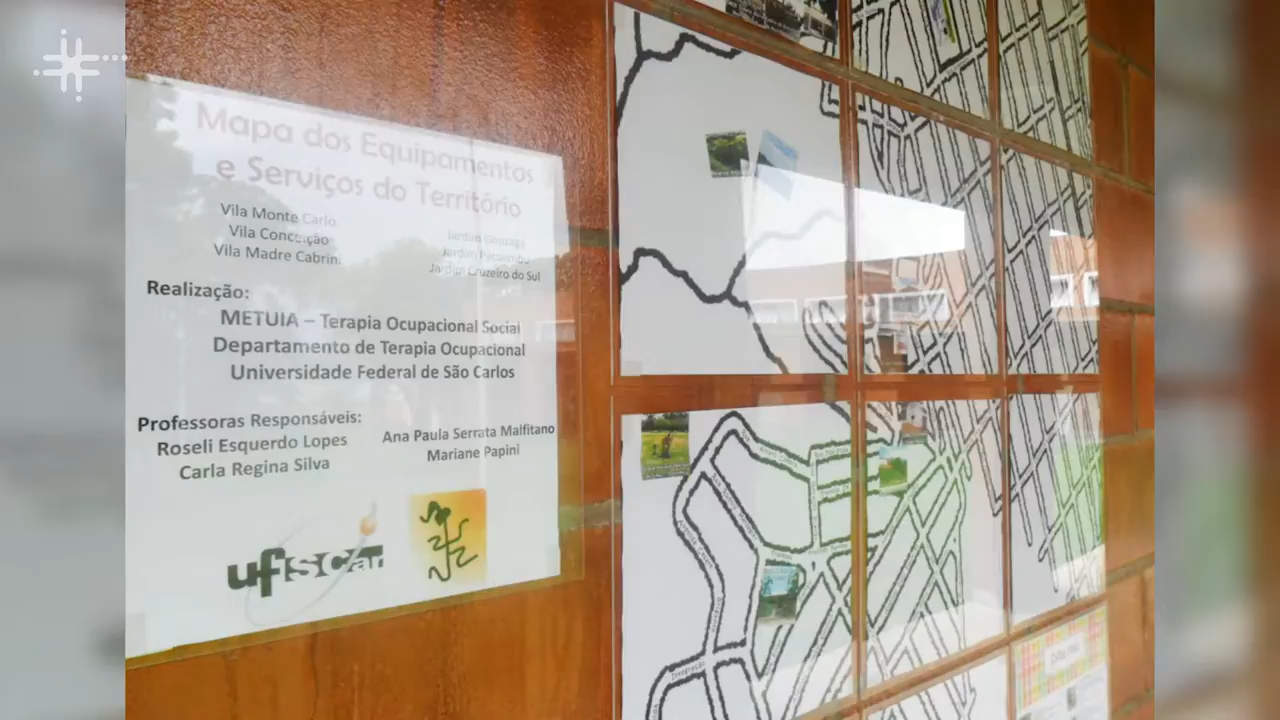 Mapa dos Equipamentos
e Serviços do Território
Vila Monte Carlo
Vila Conceição
Vila Madre Cabrini
Jardim Gonzaga
Jardim Pacaembu
Jardim Cruzeiro do Sul
Realização:
METUIA – Terapia Ocupacional Social
Departamento de Terapia Ocupacional
Universidade Federal de São Carlos
Professoras Responsáveis:
Roseli Esquerdo Lopes
Carla Regina Silva
Ana Paula Serrata Malfitano
Mariane Papini
ufscar